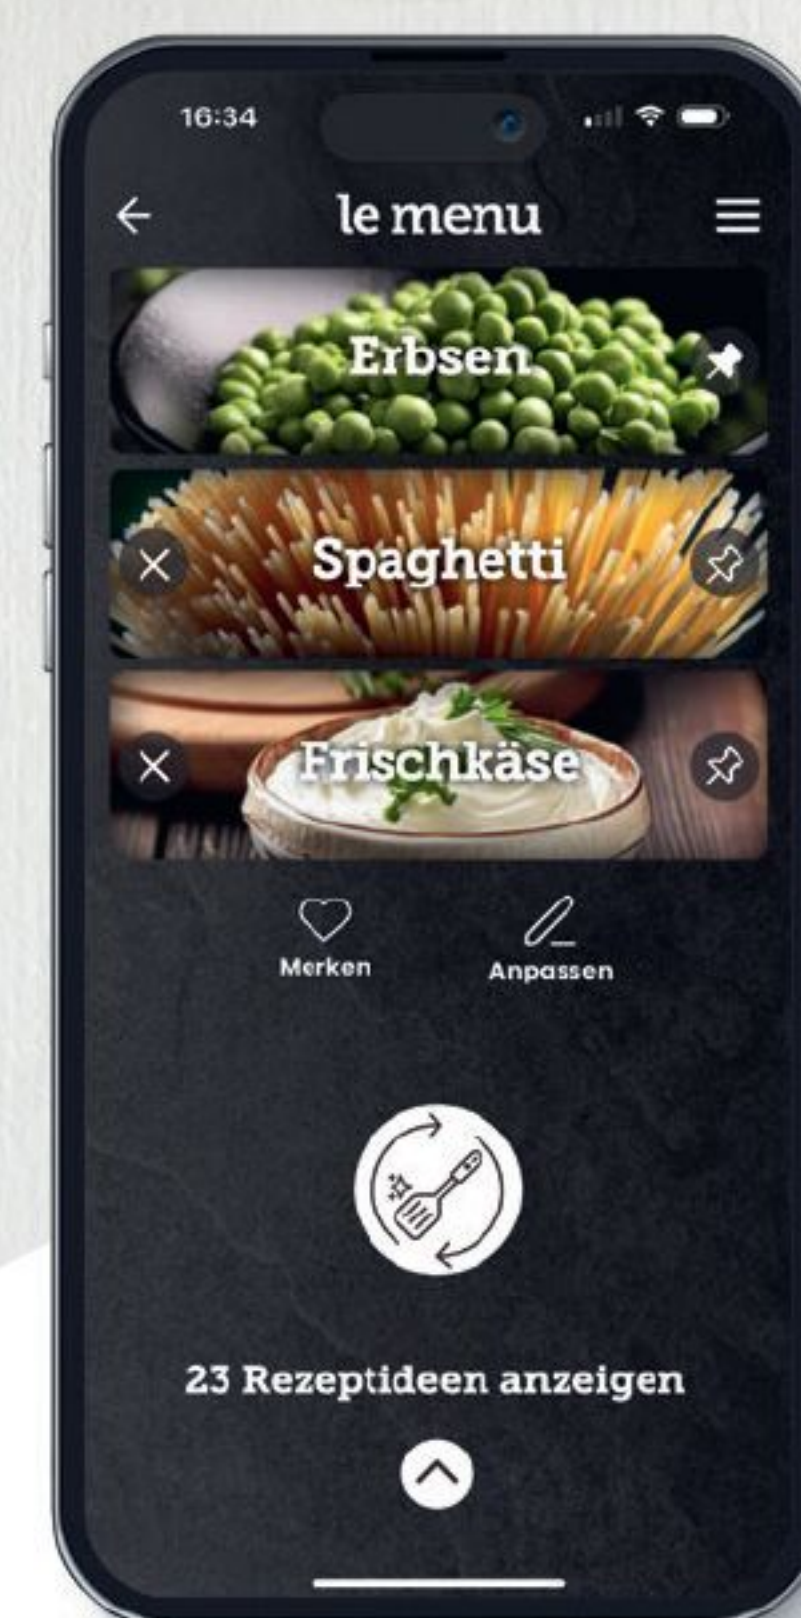 16:34
le menu
Erbsen
Spaghetti
Frischkäse
Merken
Anpassen
23 Rezeptideen anzeigen